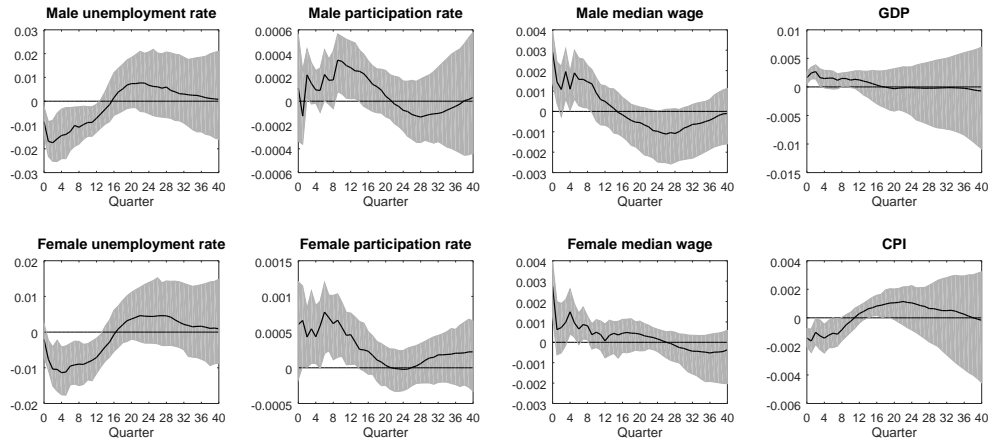 Male unemployment rate
0.03
0.02
0.01
0
-0.01
-0.02
-0.03
0 4 8 12 16 20 24 28 32 36 40
Quarter
Male participation rate
0.0006
0.0004
0.0002
0
-0.0002
-0.0004
-0.0006
0 4 8 12 16 20 24 28 32 36 40
Quarter
Male median wage
0.004
0.003
0.002
0.001
0
-0.001
-0.002
-0.003
0 4 8 12 16 20 24 28 32 36 40
Quarter
GDP
0.01
0.005
0
-0.005
-0.01
-0.015
0 4 8 12 16 20 24 28 32 36 40
Quarter
Female unemployment rate
0.02
0.01
0
-0.01
-0.02
0 4 8 12 16 20 24 28 32 36 40
Quarter
Female participation rate
0.0015
0.001
0.0005
0
-0.0005
0 4 8 12 16 20 24 28 32 36 40
Quarter
Female median wage
0.004
0.003
0.002
0.001
0
-0.001
-0.002
-0.003
0 4 8 12 16 20 24 28 32 36 40
Quarter
CPI
0.004
0.002
0
-0.002
-0.004
-0.006
0 4 8 12 16 20 24 28 32 36 40
Quarter